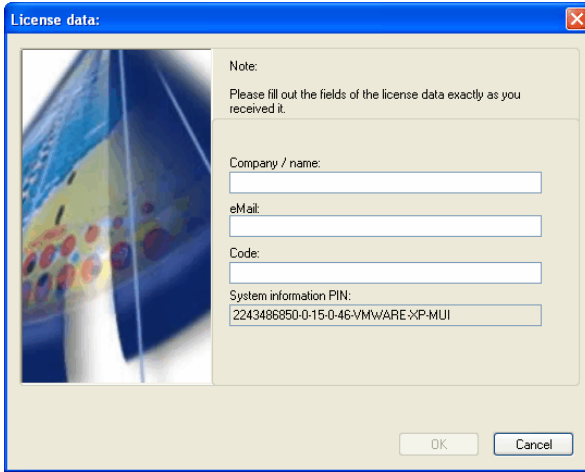 License data:
Note:
Please fill out the fields of the license data exactly as you
received it.
Company / name:
eMail:
Code:
System information PIN:
2243486850-0-15-0-46-VMWARE-XP-MUI
OK
Cancel